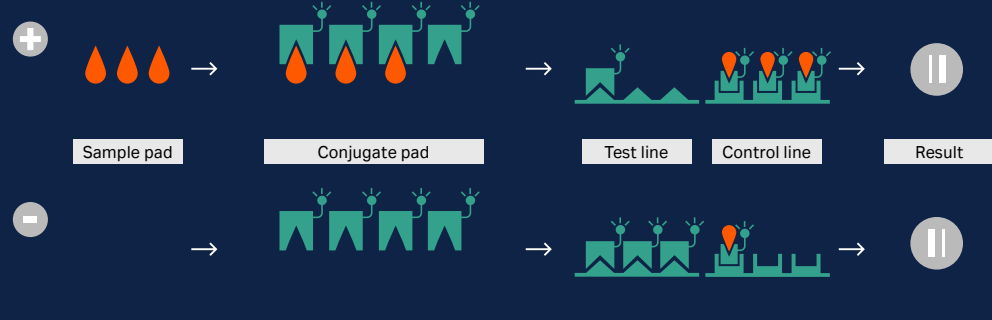 Sample pad
Conjugate pad
Test line
Control line
Result